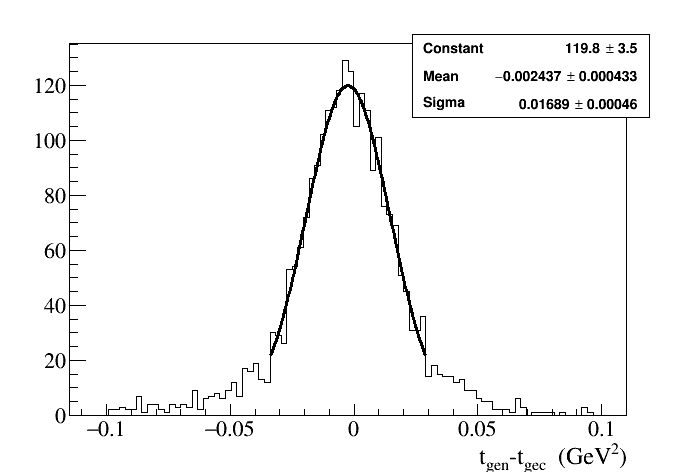 Constant 119.8 ± 3.5
Mean −0.002437 ± 0.000433
Sigma 0.01689 ± 0.00046
120
100
80
60
40
20
0
−0.1 −0.05 0 0.05 0.1
t_gen-t_gec (GeV²)